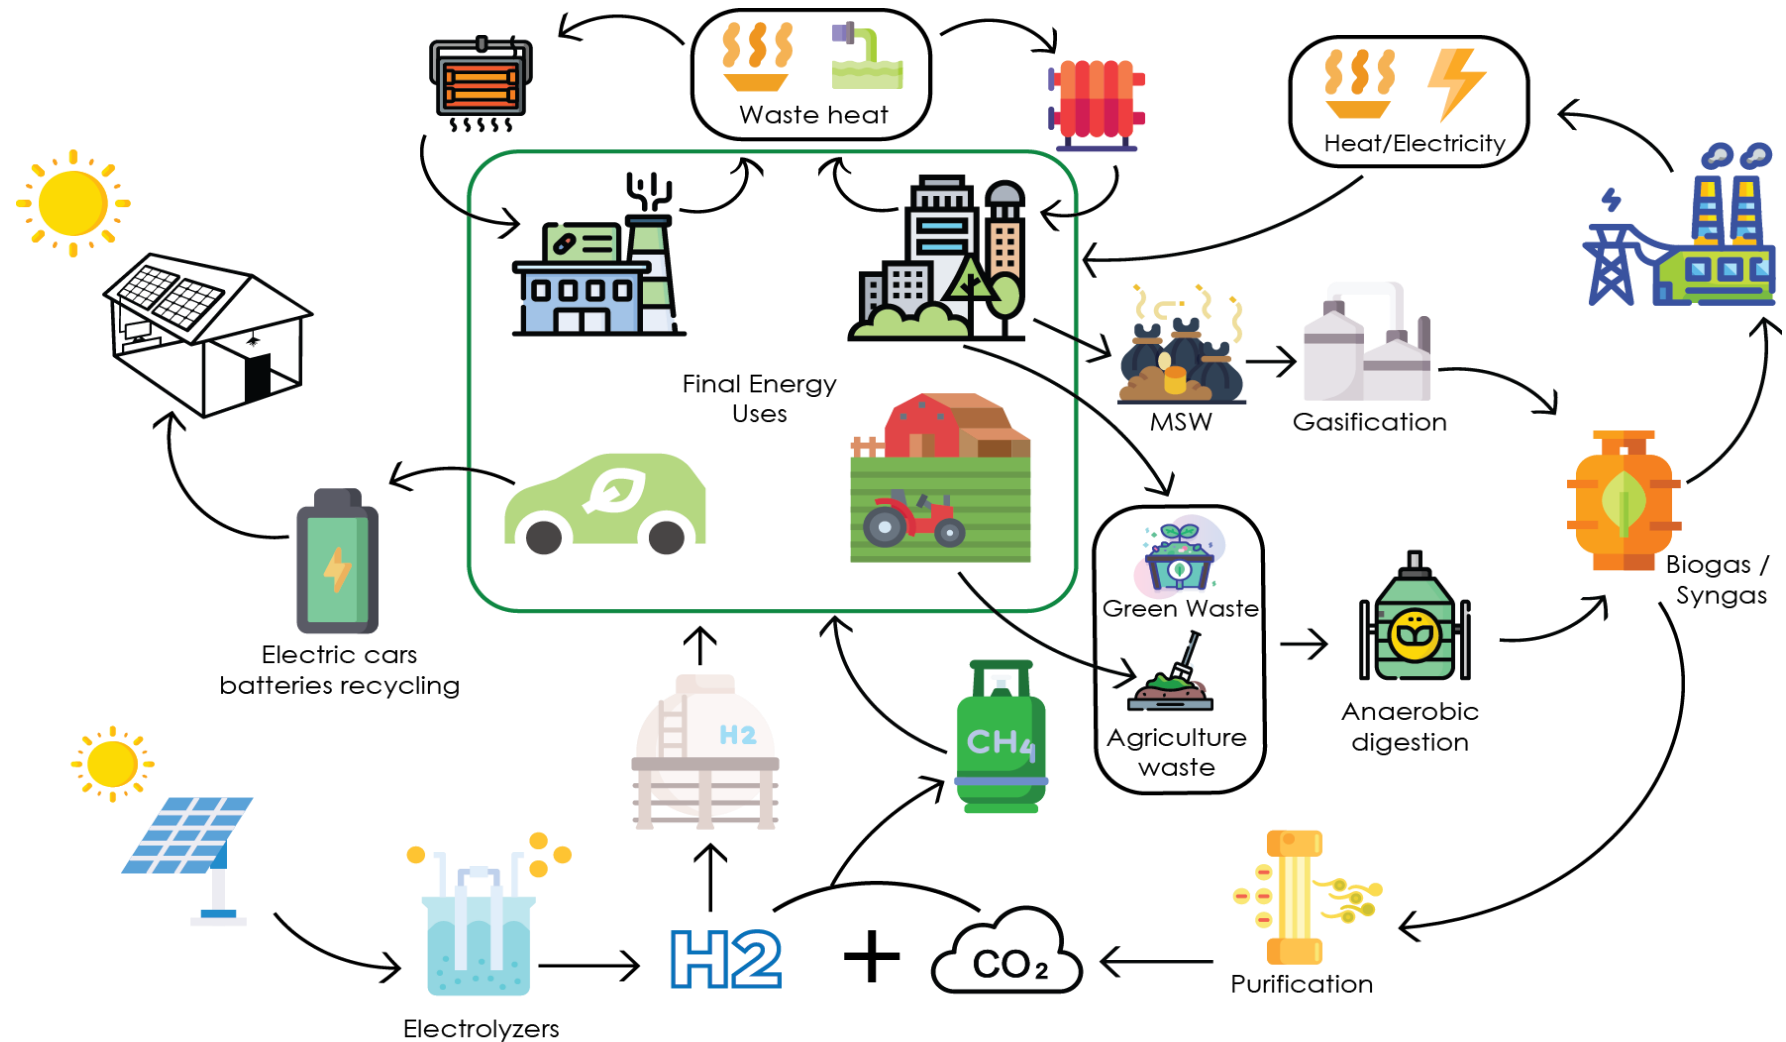 Waste heat
Heat/Electricity
Final Energy
Uses
MSW
Gasification
Biogas /
Syngas
Green Waste
Agriculture
waste
Anaerobic
digestion
Electric cars
batteries recycling
H2
CH4
H2
+
CO2
Purification
Electrolyzers